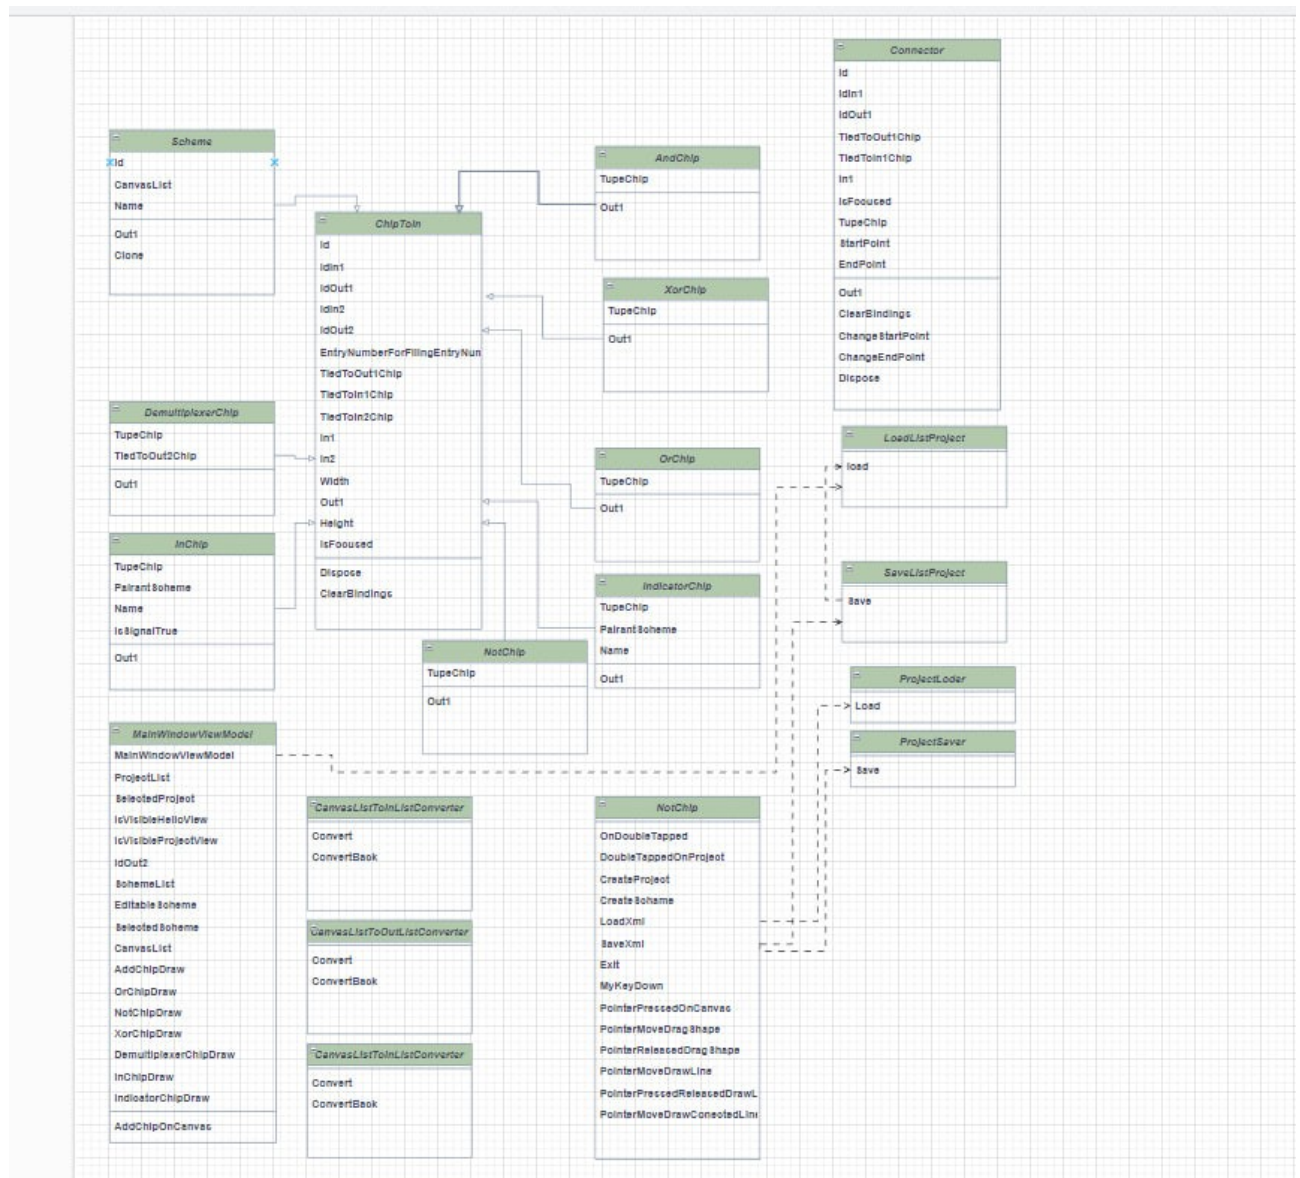 Connector
Id
IdIn1
IdOut1
TiedToOut1Chip
TiedToIn1Chip
In1
IsFocused
TupeChip
StartPoint
EndPoint
Out1
ClearBindings
ChangeStartPoint
ChangeEndPoint
Dispose
Scheme
Id
CanvasList
Name
Out1
Clone
AndChip
TupeChip
Out1
ChipToIn
Id
IdIn1
IdOut1
IdIn2
IdOut2
EntryNumberForFilingEntryNun
TiedToOut1Chip
TiedToIn1Chip
TiedToIn2Chip
In1
In2
Width
Out1
Height
IsFocused
Dispose
ClearBindings
XorChip
TupeChip
Out1
DemultiplexerChip
TupeChip
TiedToOut2Chip
Out1
OrChip
TupeChip
Out1
LoadListProject
load
InChip
TupeChip
PairantScheme
Name
IsSignalTrue
Out1
IndicatorChip
TupeChip
PairantScheme
Name
Out1
SaveListProject
Save
NotChip
TupeChip
Out1
ProjectLoder
Load
ProjectSaver
Save
MainWindowViewModel
MainWindowViewModel
ProjectList
SelectedProject
IsVisibleHelloView
IsVisibleProjectView
IdOut2
SchemeList
EditableScheme
SelectedScheme
CanvasList
AddChipDraw
OrChipDraw
NotChipDraw
XorChipDraw
DemultiplexerChipDraw
InChipDraw
IndicatorChipDraw
AddChipOnCanvas
CanvasListToInListConverter
Convert
ConvertBack
CanvasListToOutListConverter
Convert
ConvertBack
CanvasListToInListConverter
Convert
ConvertBack
NotChip
OnDoubleTapped
DoubleTappedOnProject
CreateProject
CreateSchame
LoadXml
SaveXml
Exit
MyKeyDown
PointerPressedOnCanvas
PointerMoveDragShape
PointerReleasedDragShape
PointerMoveDrawLine
PointerPressedReleasedDrawL
PointerMoveDrawConectedLine